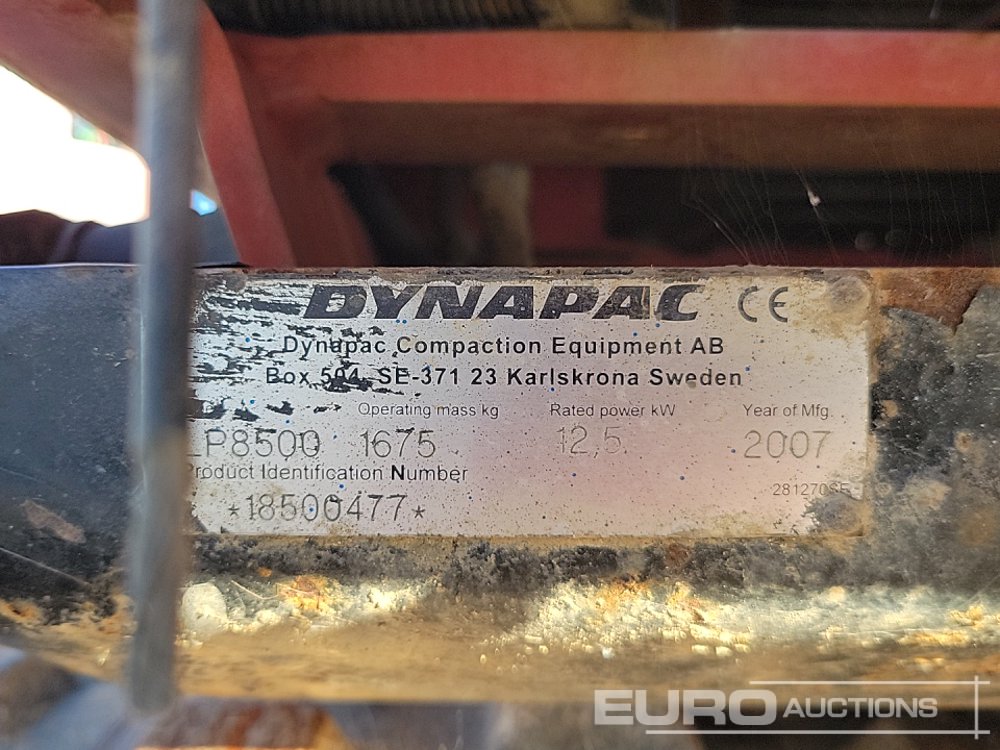 DYNAPAC CE
Dynapac Compaction Equipment AB
Box 504, SE-371 23 Karlskrona Sweden
Operating mass kg Rated power kW Year of Mfg.
LP8500 1675 12,5 2007
Product Identification Number
281270SE
*18500477*
EURO AUCTIONS